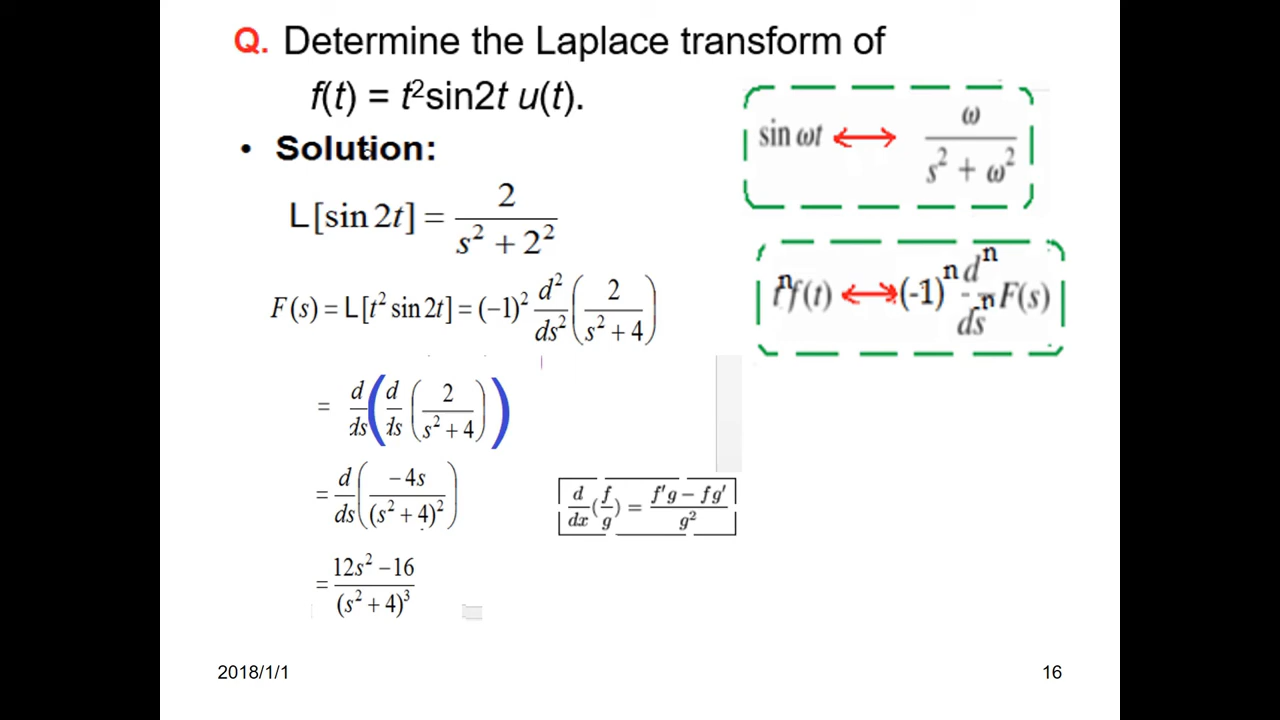 Q. Determine the Laplace transform of
f(t) = t²sin2t u(t).
• Solution:
L[sin 2t] = 2 / (s² + 2²)
F(s) = L[t² sin 2t] = (-1)² d²/ds² (2 / (s² + 4))
= d/ds (d/ds (2 / (s² + 4)))
= d/ds (-4s / (s² + 4)²)
= (12s² - 16) / (s² + 4)³
sin ωt ↔ ω / (s² + ω²)
tⁿf(t) ↔ (-1)ⁿ dⁿ/dsⁿ F(s)
d/dx (f/g) = (f′g - fg′) / g²
2018/1/1
16